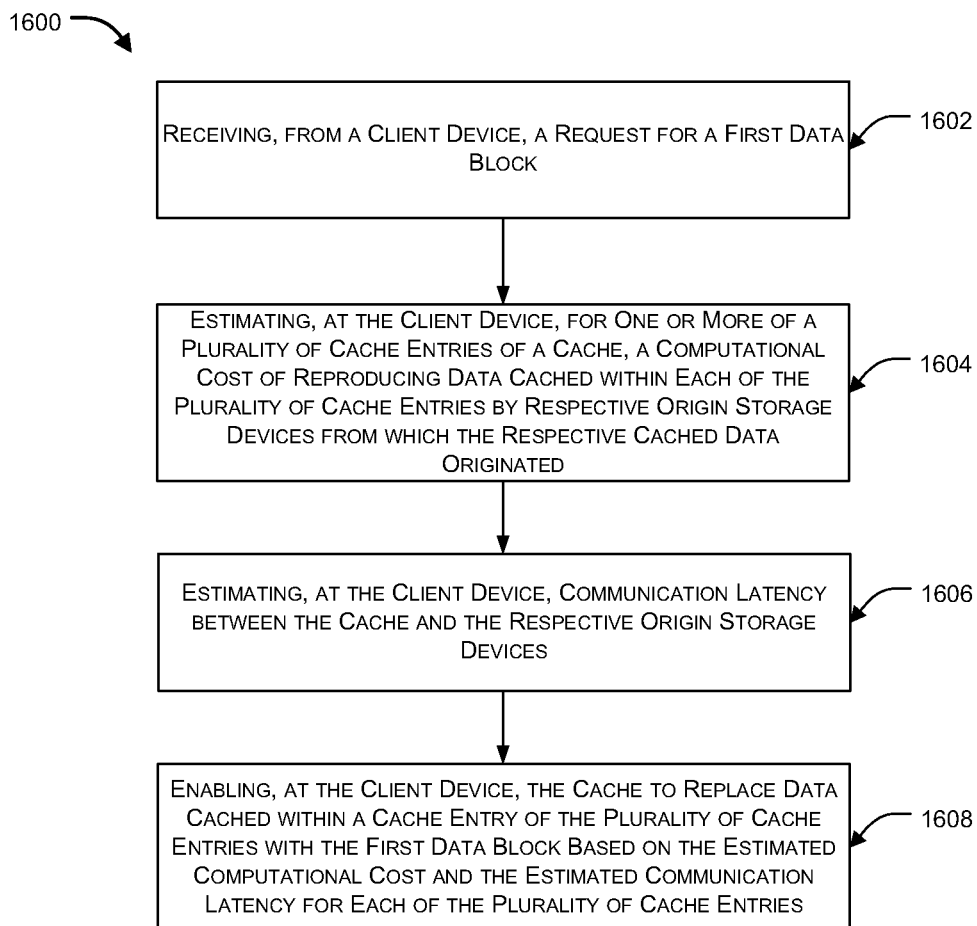 1600
RECEIVING, FROM A CLIENT DEVICE, A REQUEST FOR A FIRST DATA
BLOCK
1602
ESTIMATING, AT THE CLIENT DEVICE, FOR ONE OR MORE OF A
PLURALITY OF CACHE ENTRIES OF A CACHE, A COMPUTATIONAL
COST OF REPRODUCING DATA CACHED WITHIN EACH OF THE
PLURALITY OF CACHE ENTRIES BY RESPECTIVE ORIGIN STORAGE
DEVICES FROM WHICH THE RESPECTIVE CACHED DATA
ORIGINATED
1604
ESTIMATING, AT THE CLIENT DEVICE, COMMUNICATION LATENCY
BETWEEN THE CACHE AND THE RESPECTIVE ORIGIN STORAGE
DEVICES
1606
ENABLING, AT THE CLIENT DEVICE, THE CACHE TO REPLACE DATA
CACHED WITHIN A CACHE ENTRY OF THE PLURALITY OF CACHE
ENTRIES WITH THE FIRST DATA BLOCK BASED ON THE ESTIMATED
COMPUTATIONAL COST AND THE ESTIMATED COMMUNICATION
LATENCY FOR EACH OF THE PLURALITY OF CACHE ENTRIES
1608